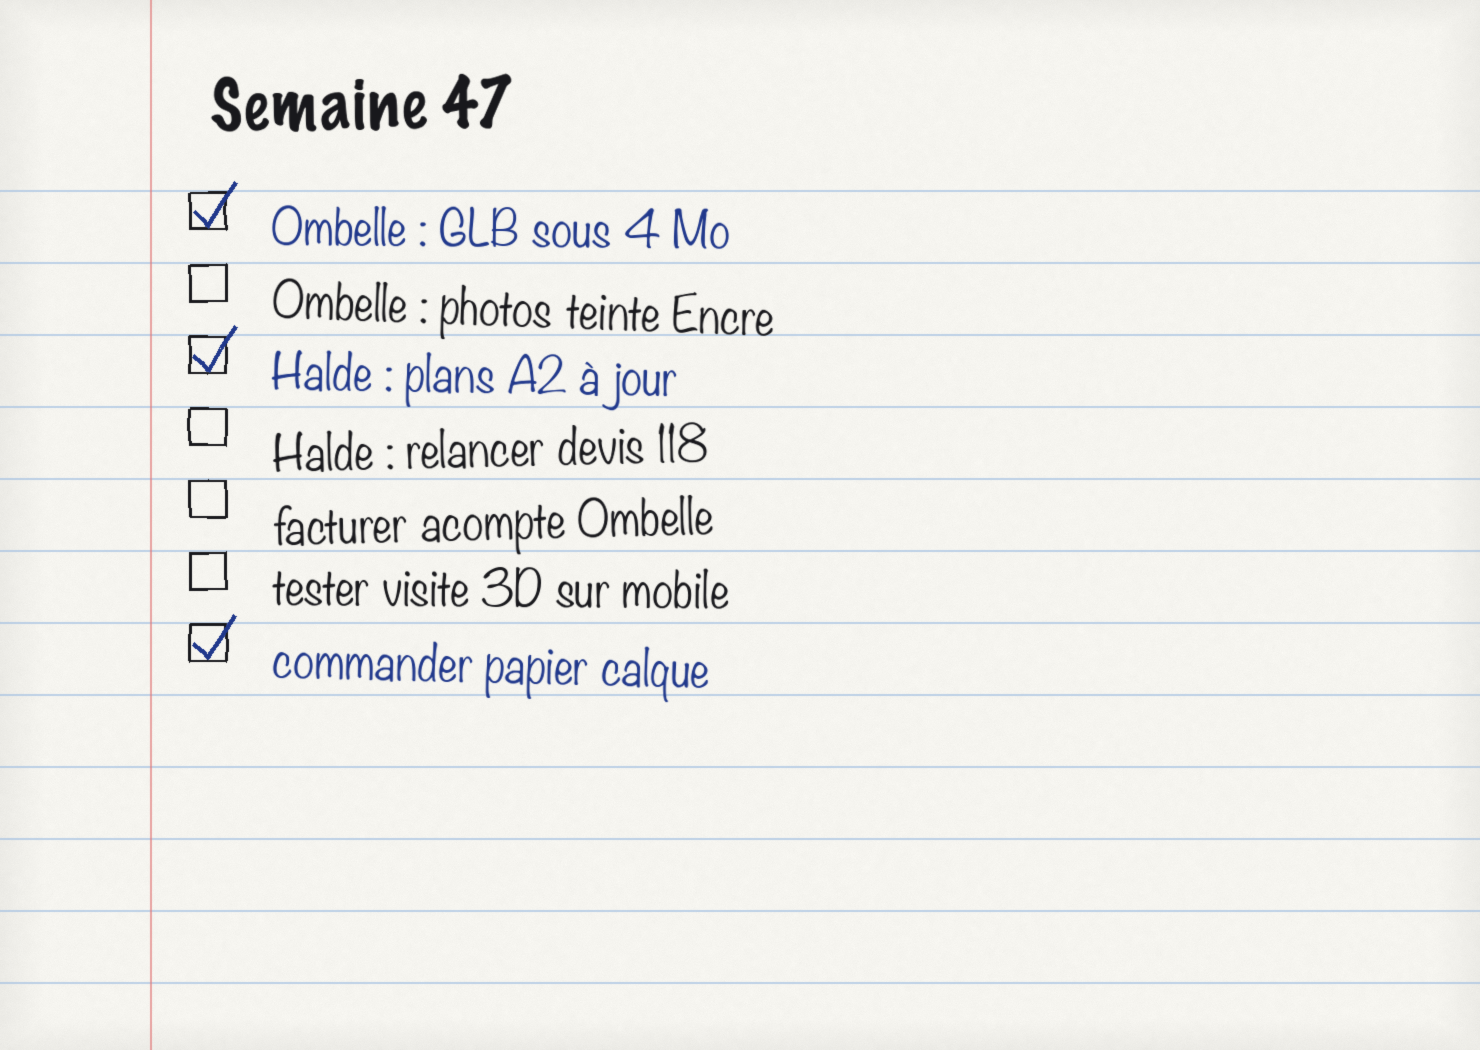 Semaine 47
Ombelle : GLB sous 4 Mo
Ombelle : photos teinte Encre
Halde : plans A2 à jour
Halde : relancer devis 118
facturer acompte Ombelle
tester visite 3D sur mobile
commander papier calque